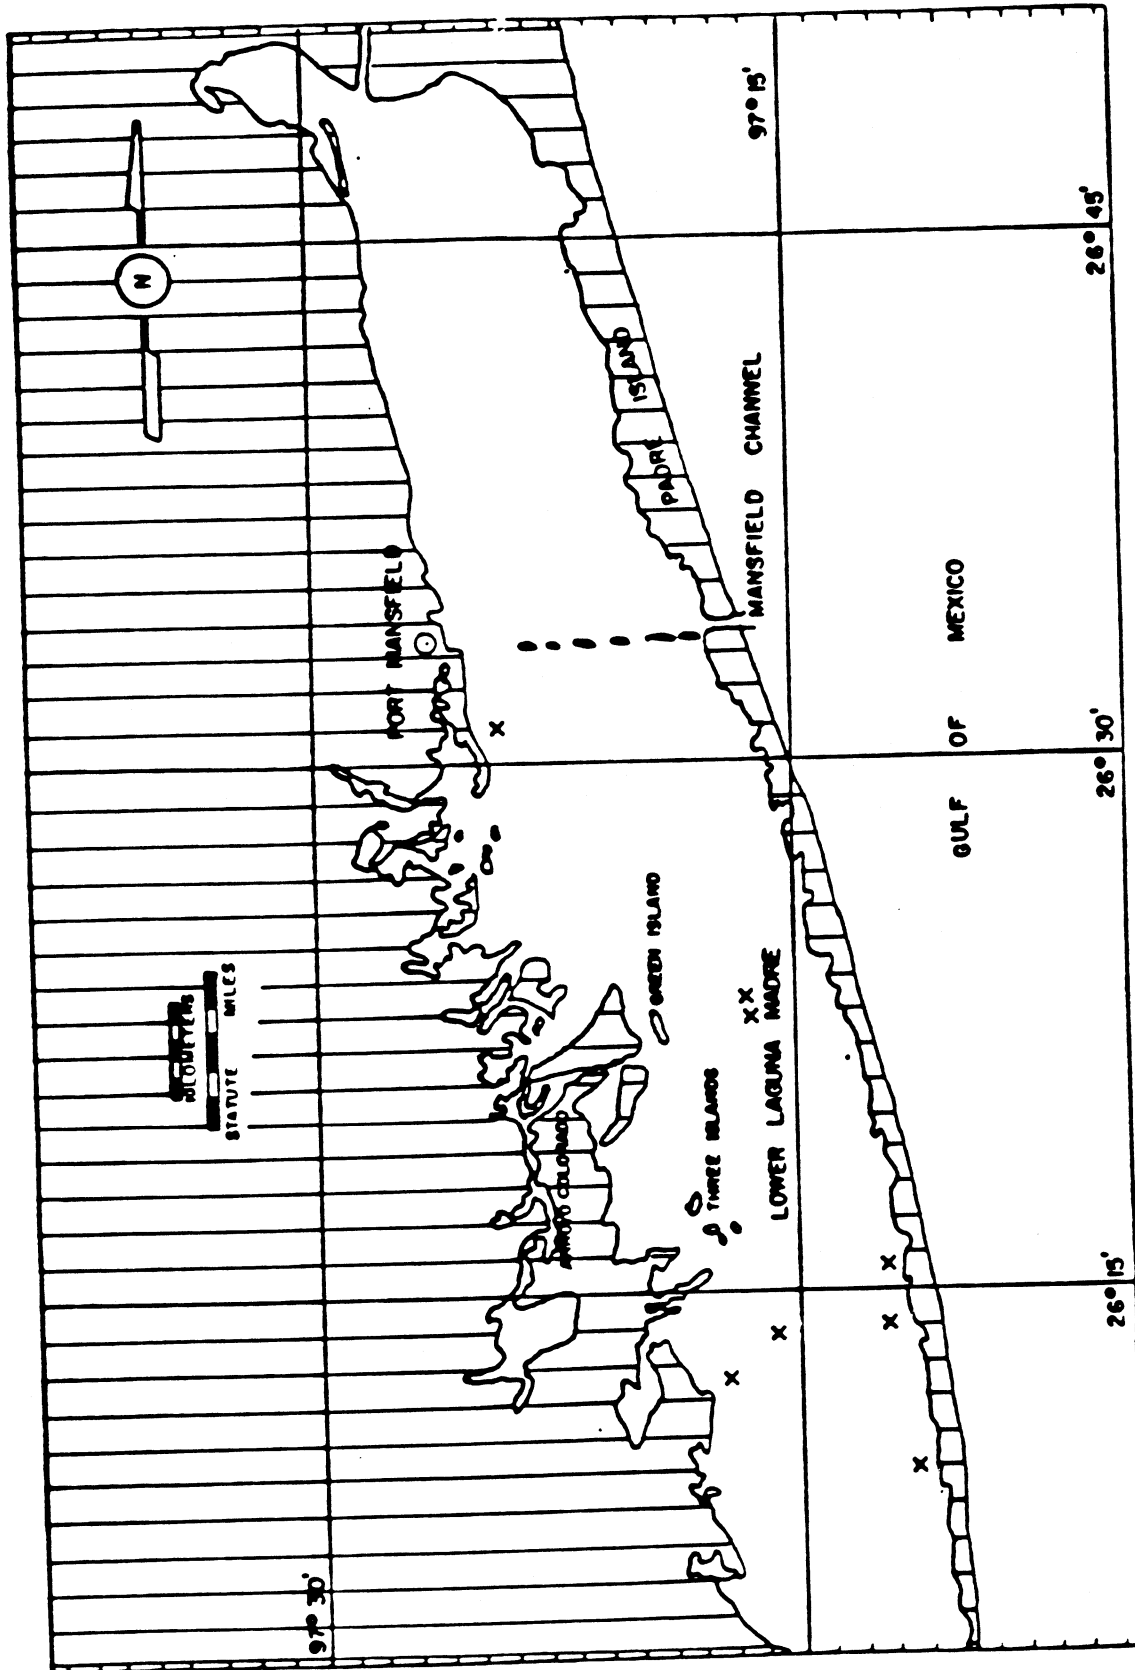 N
97° 15'
26° 45'
PADRE ISLAND
MANSFIELD CHANNEL
PORT MANSFIELD
GULF OF MEXICO
26° 30'
GREEN ISLAND
KILOMETERS
STATUTE MILES
LOWER LAGUNA MADRE
THREE ISLANDS
ARROYO COLORADO
26° 15'
97° 30'
X
X
X
X
X
X
X
X